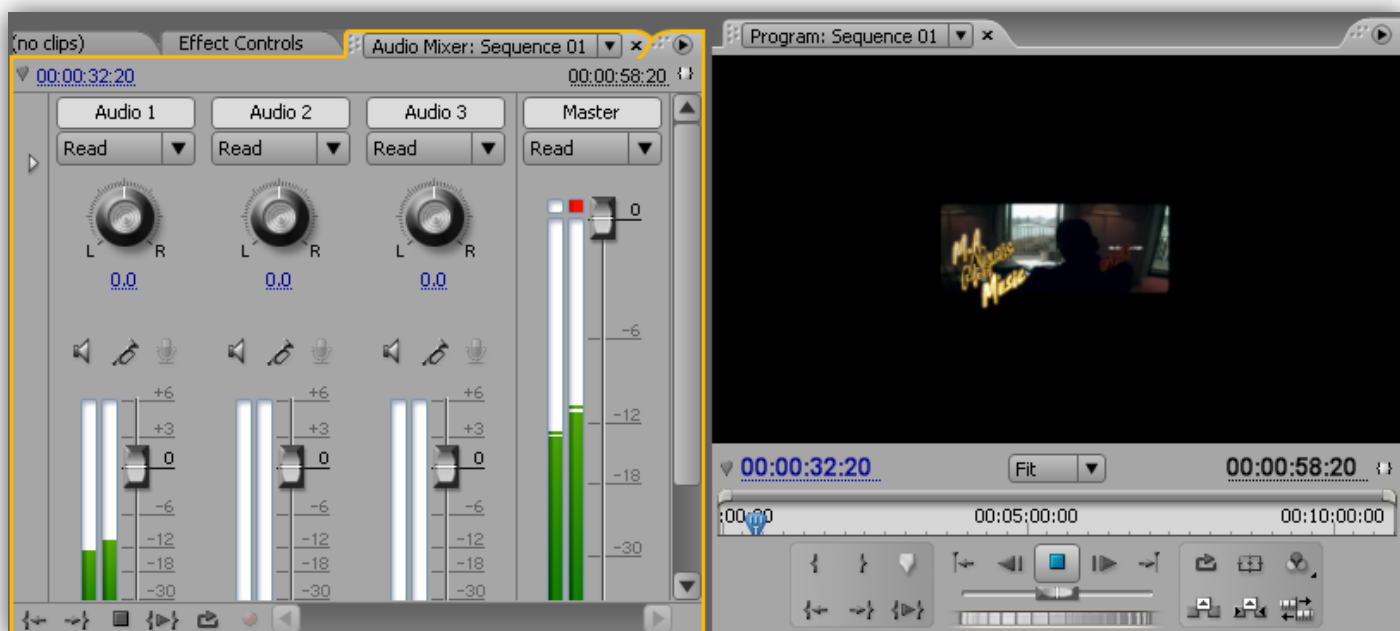 (no clips)
Effect Controls
Audio Mixer: Sequence 01
00:00:32:20
00:00:58:20
Audio 1
Audio 2
Audio 3
Master
Read
Read
Read
Read
L
R
L
R
L
R
0.0
0.0
0.0
0
-6
-12
-18
-30
+6
+3
0
-6
-12
-18
-30
+6
+3
0
-6
-12
-18
-30
+6
+3
0
-6
-12
-18
-30
Program: Sequence 01
Music
00:00:32:20
Fit
00:00:58:20
00:05:00:00
00:10:00:00